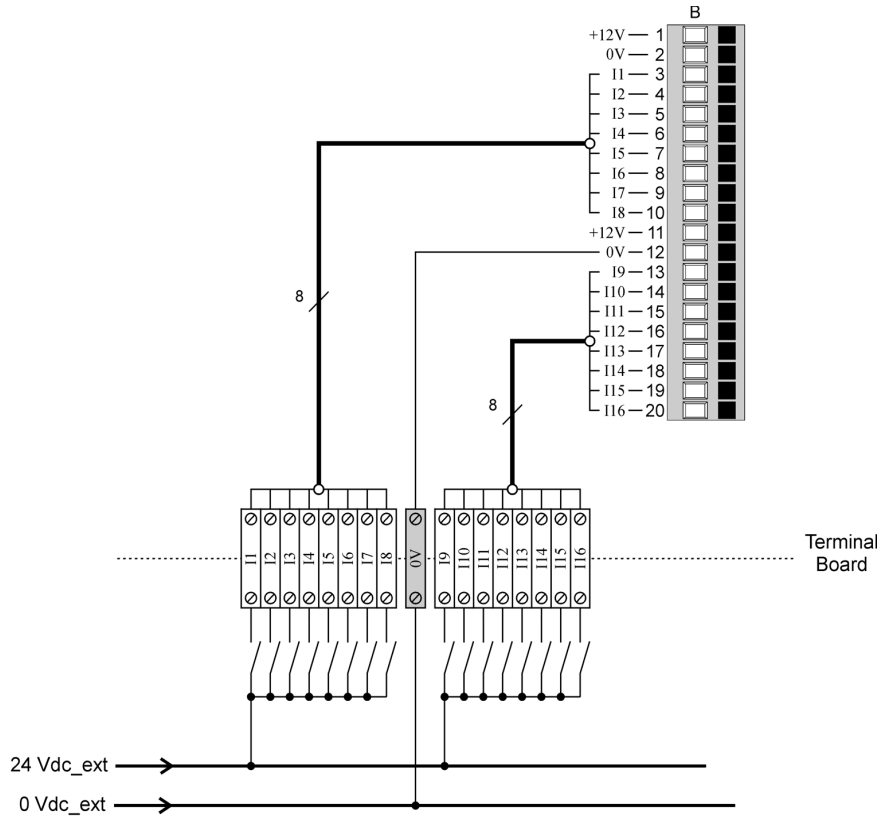 B
+12V 1
0V 2
I1 3
I2 4
I3 5
I4 6
I5 7
I6 8
I7 9
I8 10
+12V 11
0V 12
I9 13
I10 14
I11 15
I12 16
I13 17
I14 18
I15 19
I16 20
8
8
I1 I2 I3 I4 I5 I6 I7 I8 0V I9 I10 I11 I12 I13 I14 I15 I16
Terminal
Board
24 Vdc_ext
0 Vdc_ext